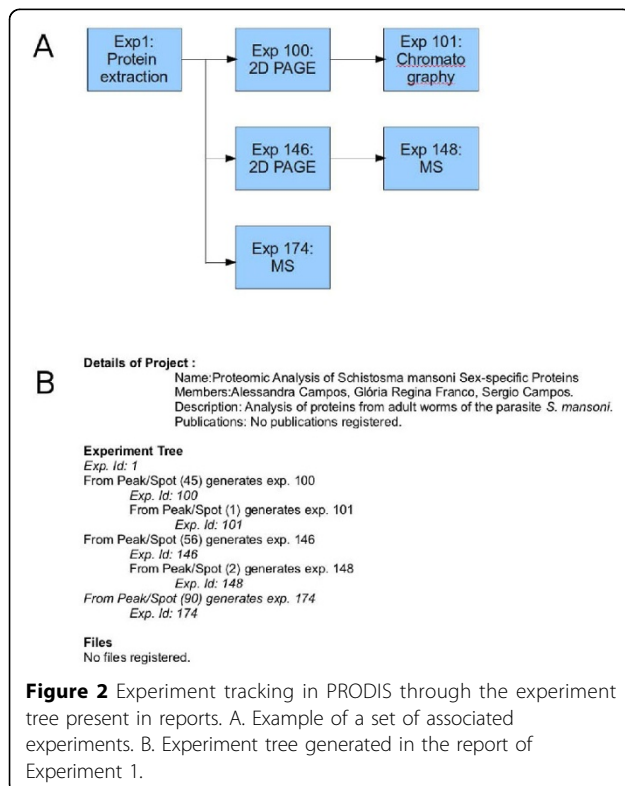 A
Exp1:
Protein
extraction
Exp 100:
2D PAGE
Exp 101:
Chromato
graphy
Exp 146:
2D PAGE
Exp 148:
MS
Exp 174:
MS
B
Details of Project :
Name:Proteomic Analysis of Schistosma mansoni Sex-specific Proteins
Members:Alessandra Campos, Glória Regina Franco, Sergio Campos.
Description: Analysis of proteins from adult worms of the parasite S. mansoni.
Publications: No publications registered.
Experiment Tree
Exp. Id: 1
From Peak/Spot (45) generates exp. 100
Exp. Id: 100
From Peak/Spot (1) generates exp. 101
Exp. Id: 101
From Peak/Spot (56) generates exp. 146
Exp. Id: 146
From Peak/Spot (2) generates exp. 148
Exp. Id: 148
From Peak/Spot (90) generates exp. 174
Exp. Id: 174
Files
No files registered.
Figure 2 Experiment tracking in PRODIS through the experiment
tree present in reports. A. Example of a set of associated
experiments. B. Experiment tree generated in the report of
Experiment 1.